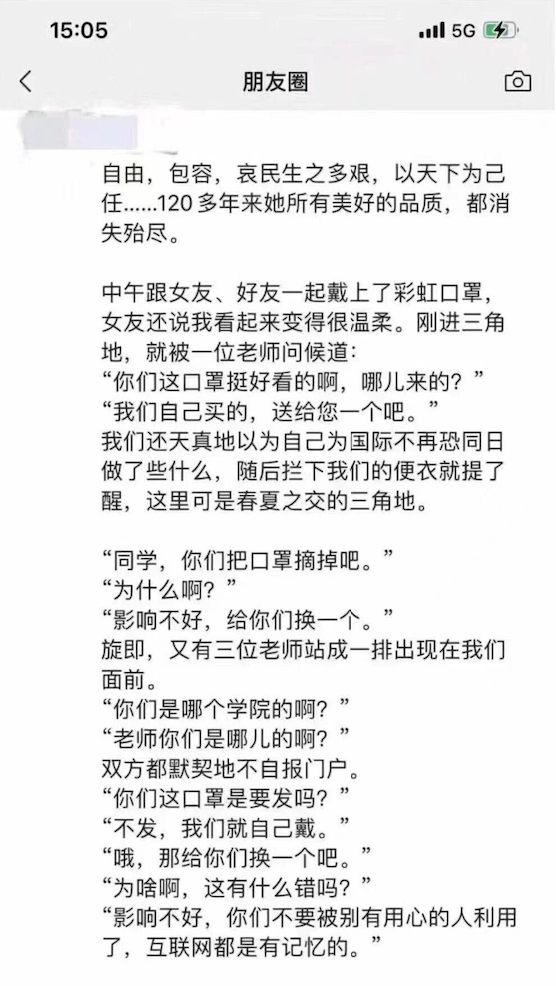 15:05
5G
朋友圈
自由，包容，哀民生之多艰，以天下为己
任……120 多年来她所有美好的品质，都消
失殆尽。
中午跟女友、好友一起戴上了彩虹口罩，
女友还说我看起来变得很温柔。刚进三角
地，就被一位老师问候道：
“你们这口罩挺好看的啊，哪儿来的？”
“我们自己买的，送给您一个吧。”
我们还天真地以为自己为国际不再恐同日
做了些什么，随后拦下我们的便衣就提了
醒，这里可是春夏之交的三角地。
“同学，你们把口罩摘掉吧。”
“为什么啊？”
“影响不好，给你们换一个。”
旋即，又有三位老师站成一排出现在我们
面前。
“你们是哪个学院的啊？”
“老师你们是哪儿的啊？”
双方都默契地不自报门户。
“你们这口罩是要发吗？”
“不发，我们就自己戴。”
“哦，那给你们换一个吧。”
“为啥啊，这有什么错吗？”
“影响不好，你们不要被别有用心的人利用
了，互联网都是有记忆的。”